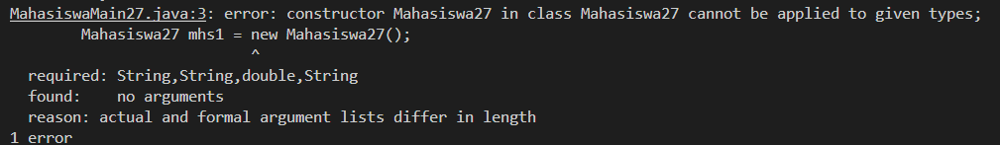 MahasiswaMain27.java:3: error: constructor Mahasiswa27 in class Mahasiswa27 cannot be applied to given types;
        Mahasiswa27 mhs1 = new Mahasiswa27();
                           ^
  required: String,String,double,String
  found:    no arguments
  reason: actual and formal argument lists differ in length
1 error